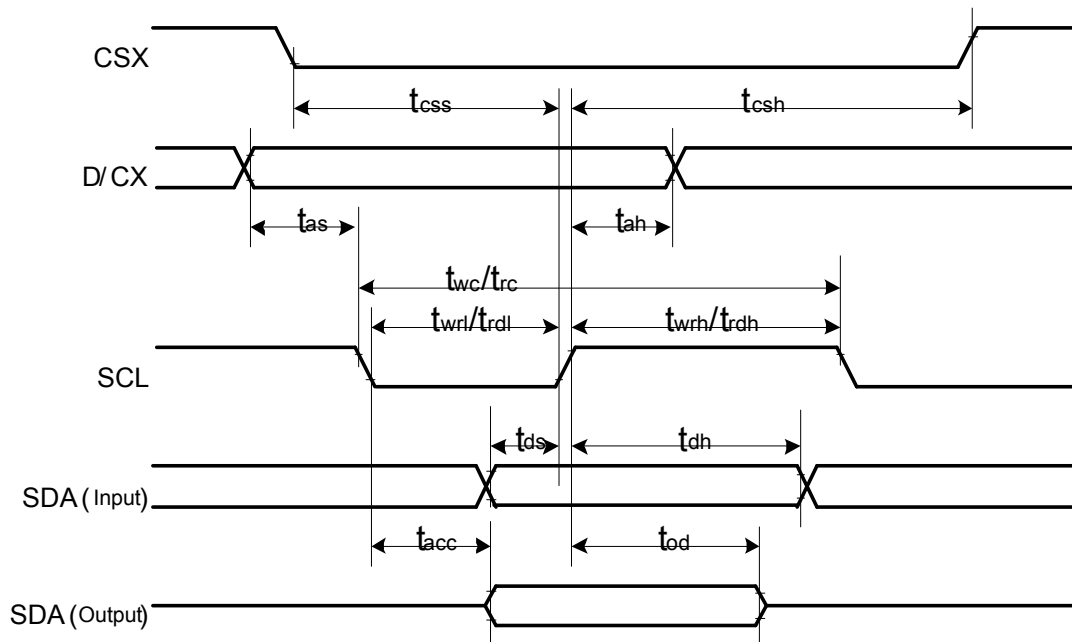 CSX
tcss
tcsh
D/CX
tas
tah
twc/trc
twrl/trdl
twrh/trdh
SCL
tds
tdh
SDA (Input)
tacc
tod
SDA (Output)